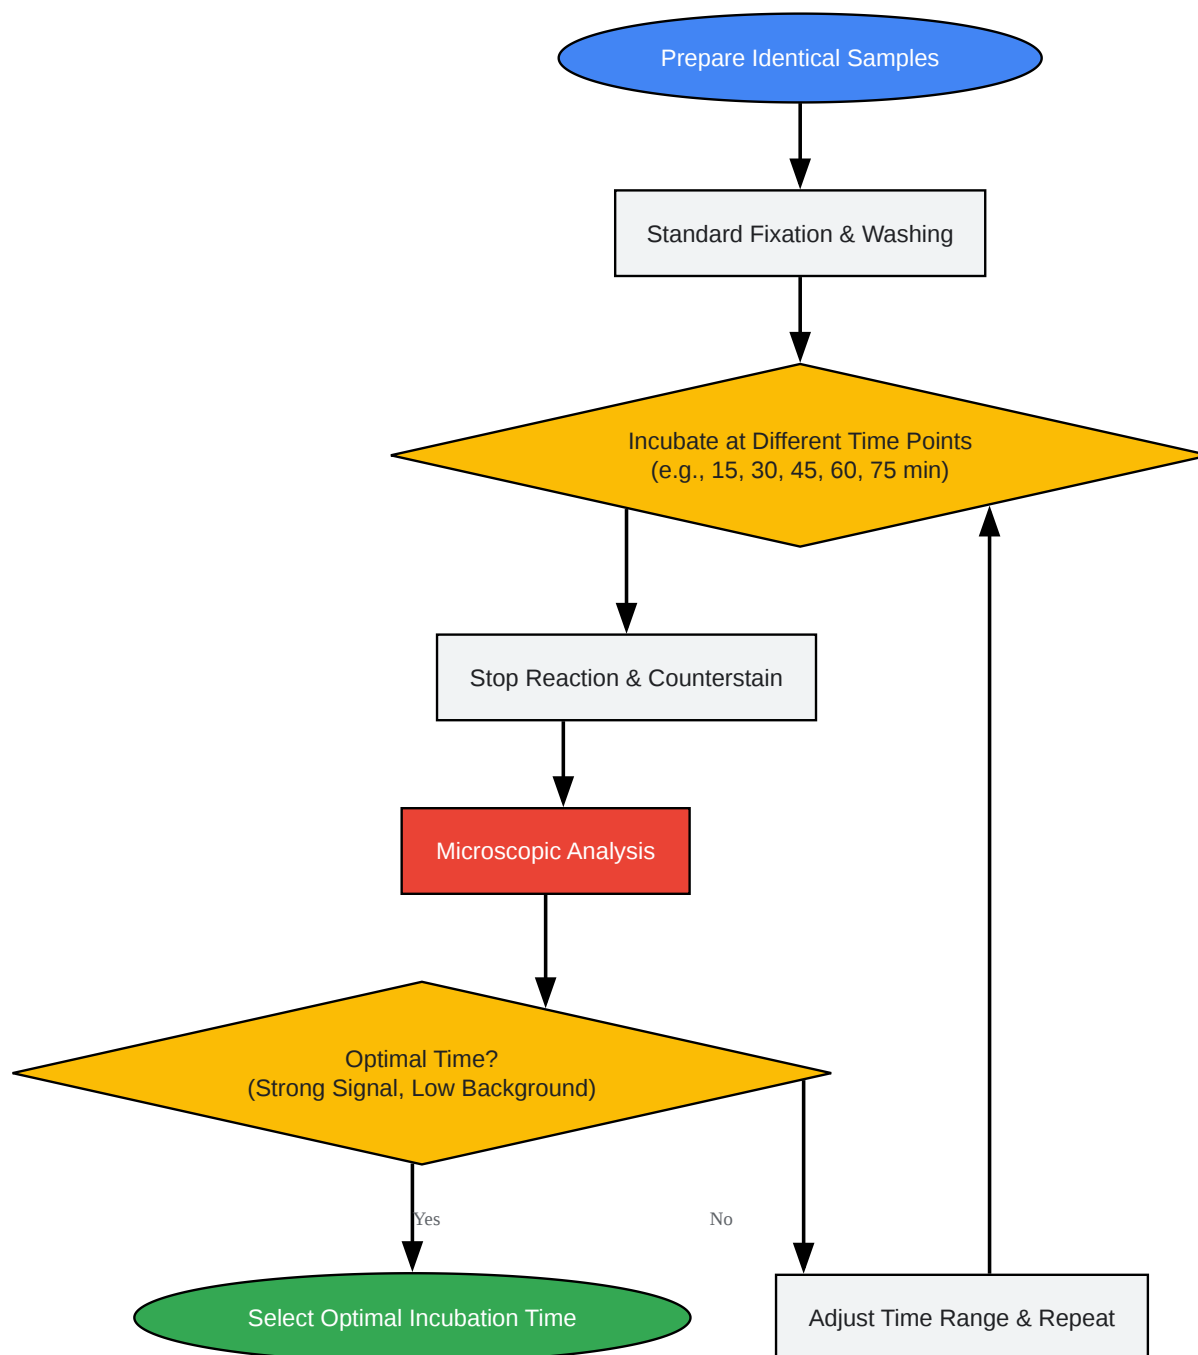 Prepare Identical Samples
Standard Fixation & Washing
Incubate at Different Time Points
(e.g., 15, 30, 45, 60, 75 min)
Stop Reaction & Counterstain
Microscopic Analysis
Optimal Time?
(Strong Signal, Low Background)
Yes
No
Select Optimal Incubation Time
Adjust Time Range & Repeat